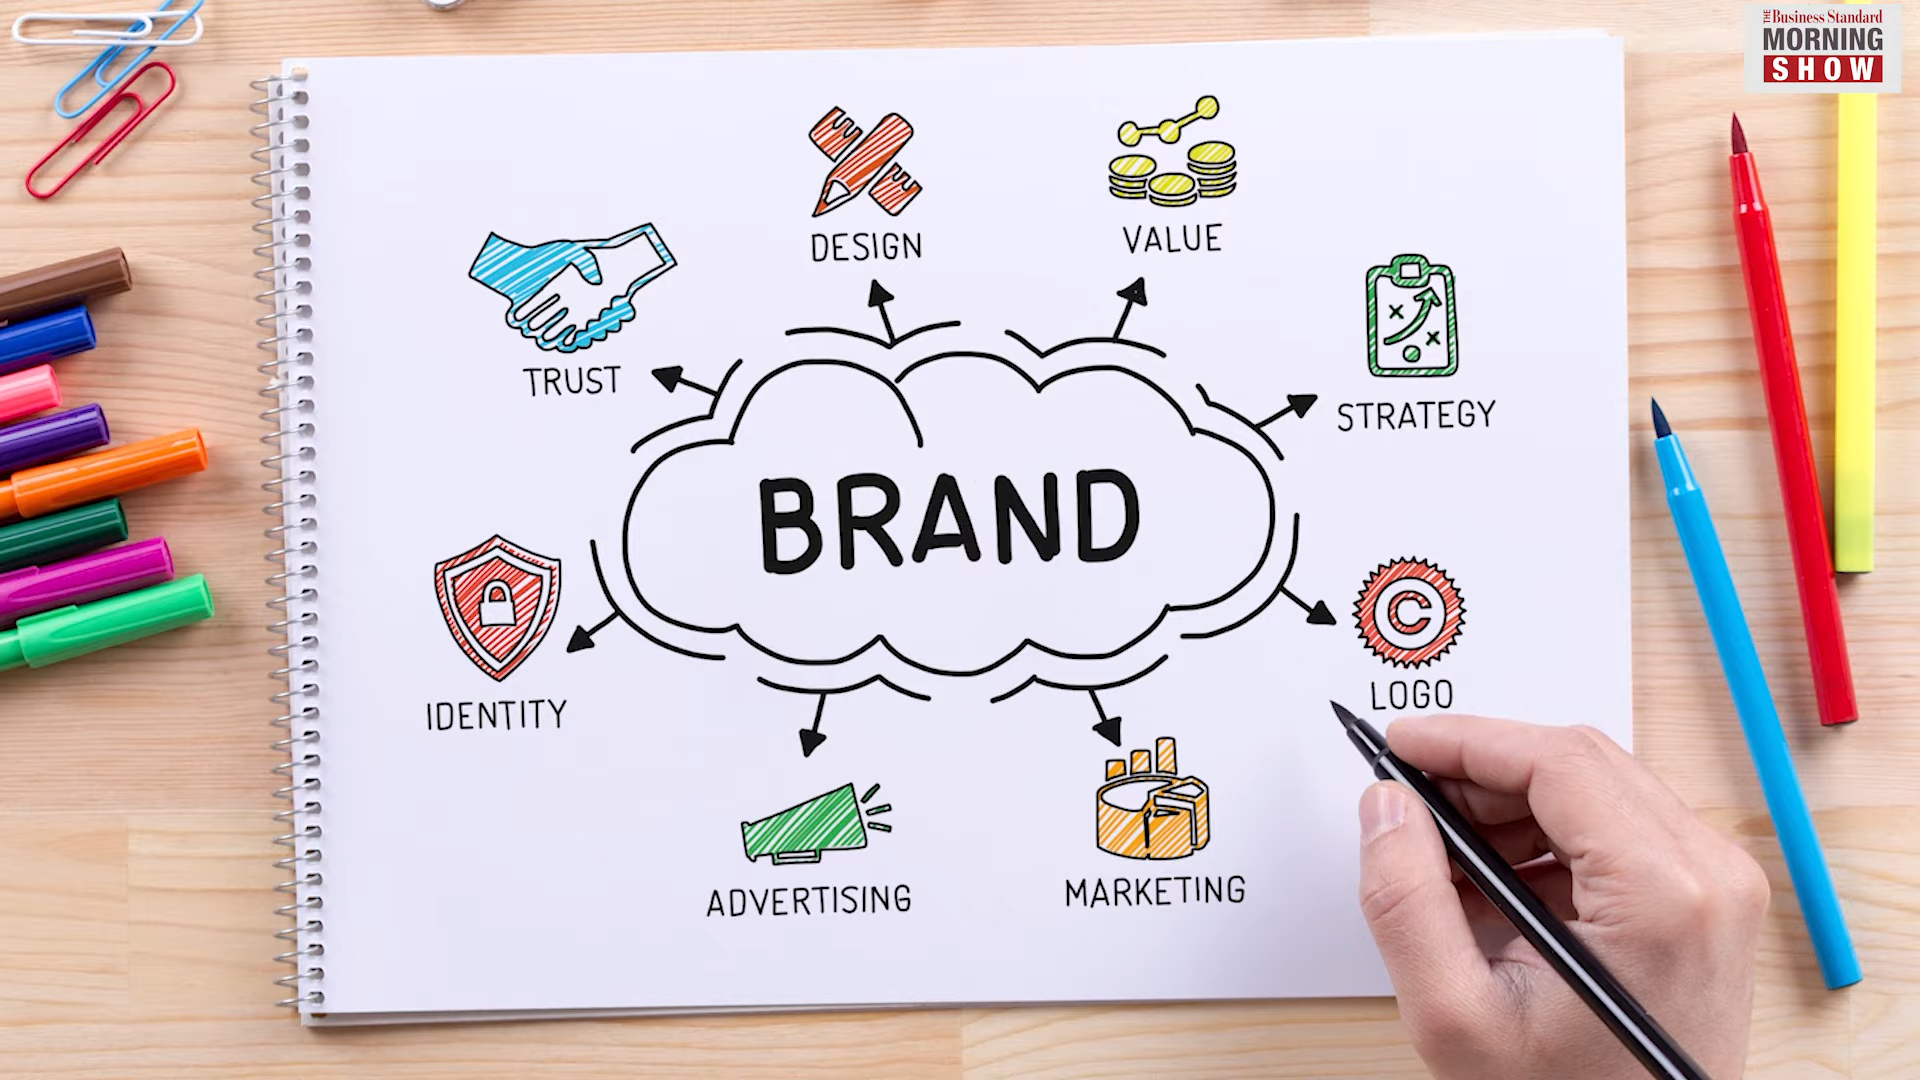 THE Business Standard
MORNING
SHOW
DESIGN
VALUE
TRUST
STRATEGY
BRAND
IDENTITY
LOGO
C
ADVERTISING
MARKETING